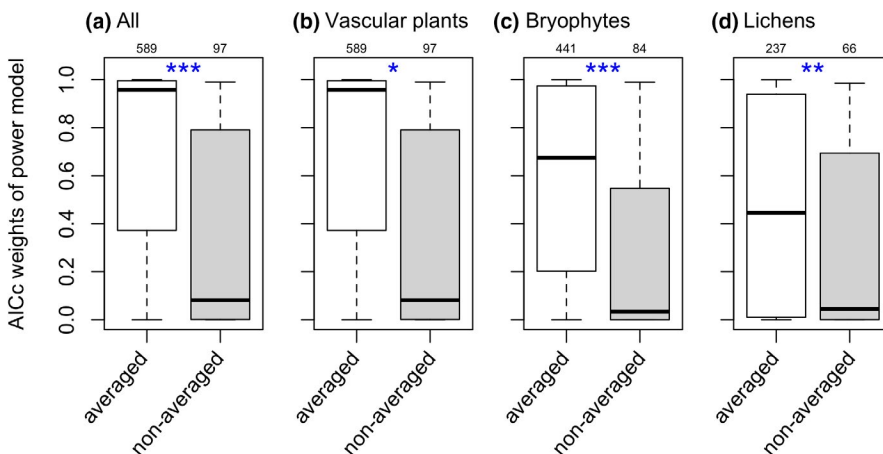 (a) All
(b) Vascular plants
(c) Bryophytes
(d) Lichens
589 97
589 97
441 84
237 66
***
*
***
**
AICc weights of power model
1.0
0.8
0.6
0.4
0.2
0.0
averaged
non-averaged
averaged
non-averaged
averaged
non-averaged
averaged
non-averaged